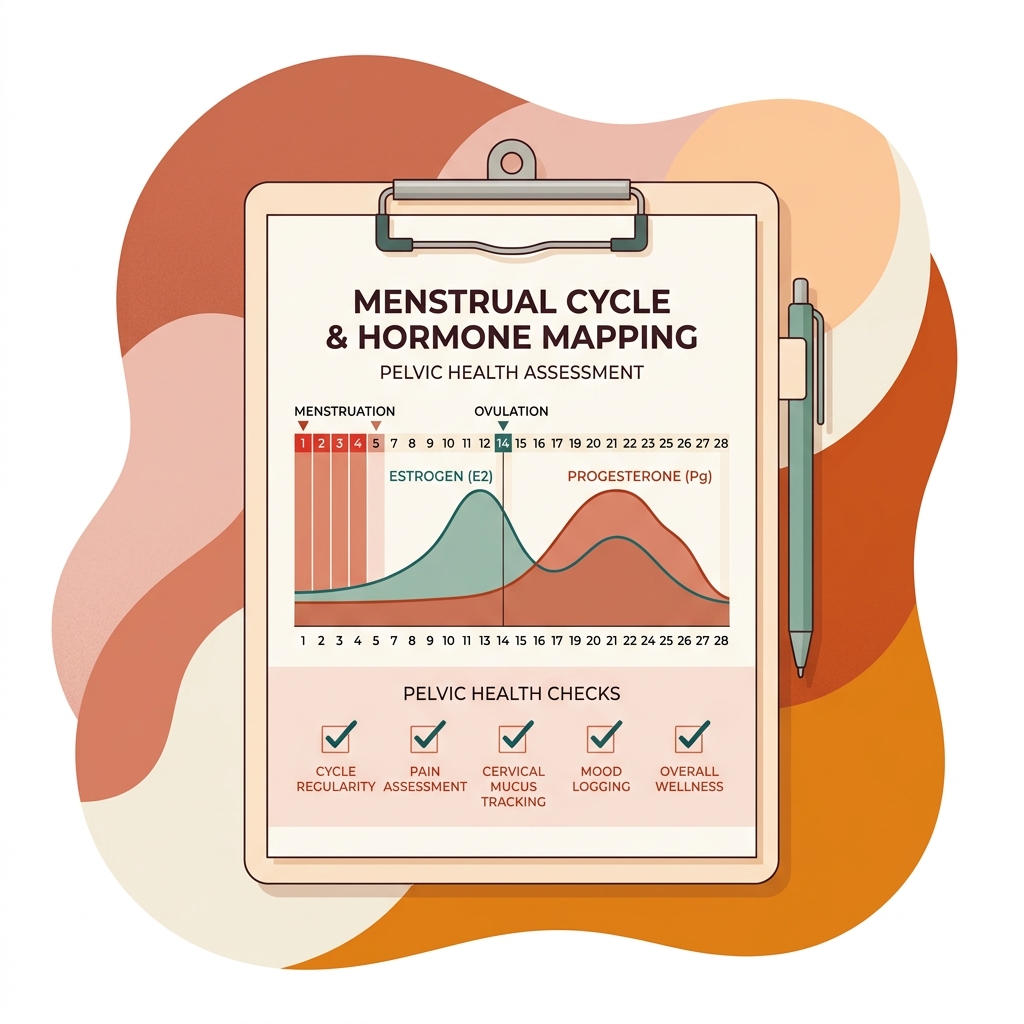 MENSTRUAL CYCLE
& HORMONE MAPPING
PELVIC HEALTH ASSESSMENT
MENSTRUATION OVULATION
1 2 3 4 5 7 8 9 10 11 12 14 15 16 17 19 20 21 22 23 25 26 27 28
ESTROGEN (E2) PROGESTERONE (Pg)
1 2 3 4 5 7 8 9 10 11 13 14 15 16 17 19 20 21 22 24 25 26 27 28
PELVIC HEALTH CHECKS
CYCLE
REGULARITY
PAIN
ASSESSMENT
CERVICAL
MUCUS
TRACKING
MOOD
LOGGING
OVERALL
WELLNESS